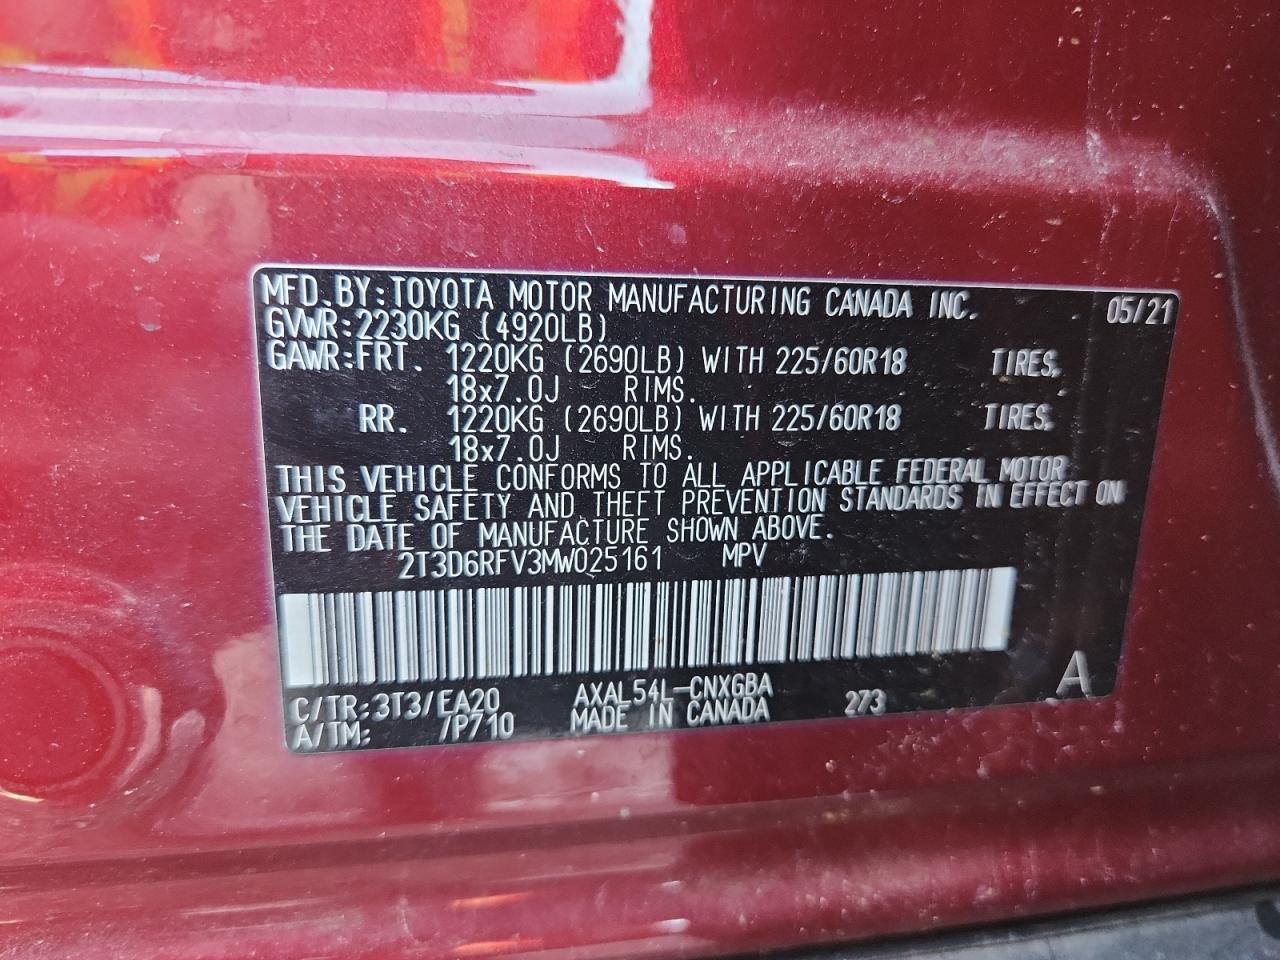 MFD.BY:TOYOTA MOTOR MANUFACTURING CANADA INC. 05/21
GVWR:2230KG (4920LB)
GAWR:FRT. 1220KG (2690LB) WITH 225/60R18 TIRES,
18x7.0J RIMS.
RR. 1220KG (2690LB) WITH 225/60R18 TIRES,
18x7.0J RIMS.
THIS VEHICLE CONFORMS TO ALL APPLICABLE FEDERAL MOTOR
VEHICLE SAFETY AND THEFT PREVENTION STANDARDS IN EFFECT ON
THE DATE OF MANUFACTURE SHOWN ABOVE.
2T3D6RFV3MW025161 MPV
C/TR:3T3/EA20 AXAL54L-CNXGBA 273 A
A/TM: /P710 MADE IN CANADA